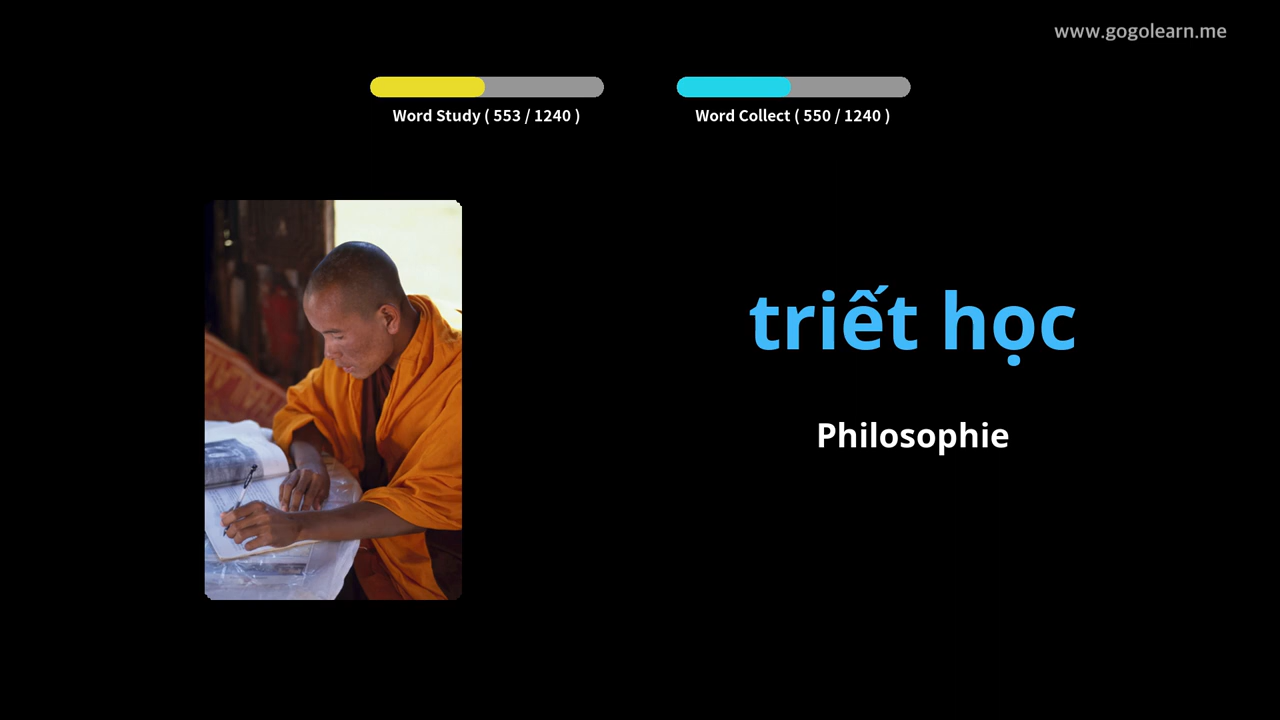 www.gogolearn.me
Word Study ( 553 / 1240 )
Word Collect ( 550 / 1240 )
triết học
Philosophie